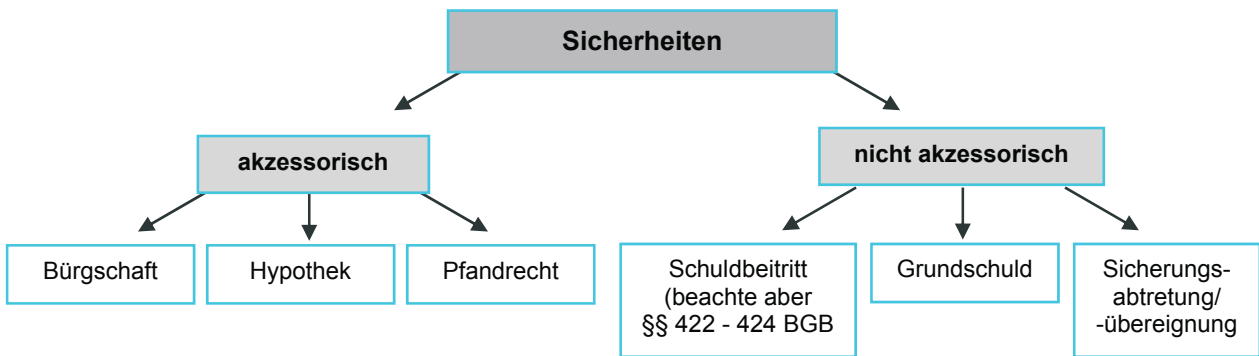 Sicherheiten
akzessorisch
nicht akzessorisch
Bürgschaft
Hypothek
Pfandrecht
Schuldbeitritt
(beachte aber
§§ 422 - 424 BGB
Grundschuld
Sicherungs-
abtretung/
-übereignung